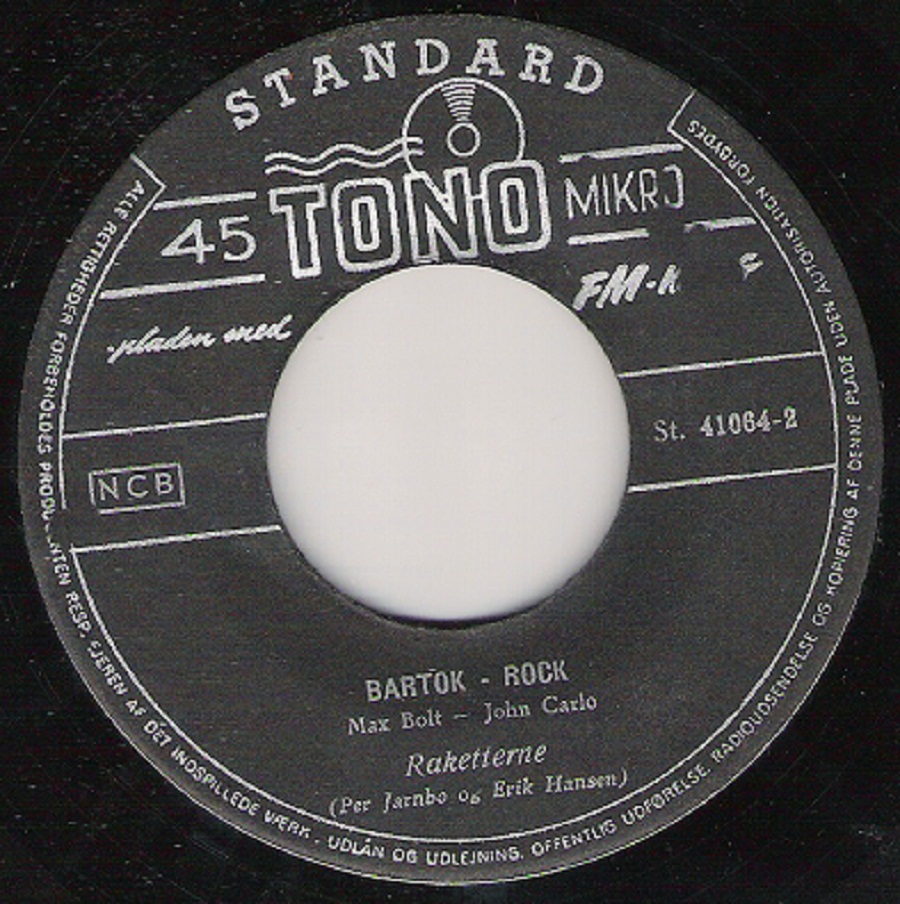 STANDARD
45 TONO MIKRO
-pladen med FM-K
St. 41064-2
NCB
BARTOK - ROCK
Max Bolt - John Carlo
Raketterne
(Per Jarnbo og Erik Hansen)
ALLE RETTIGHEDER FORBEHOLDES PRODU NTEN RESP. EJEREN AF DET INDSPILLEDE VÆRK. UDLÅN OG UDLEJNING, OFFENTLIG UDFØRELSE, RADIOUDSENDELSE OG KOPIERING AF DENNE PLADE UDEN AUTORISATION FORBYDES